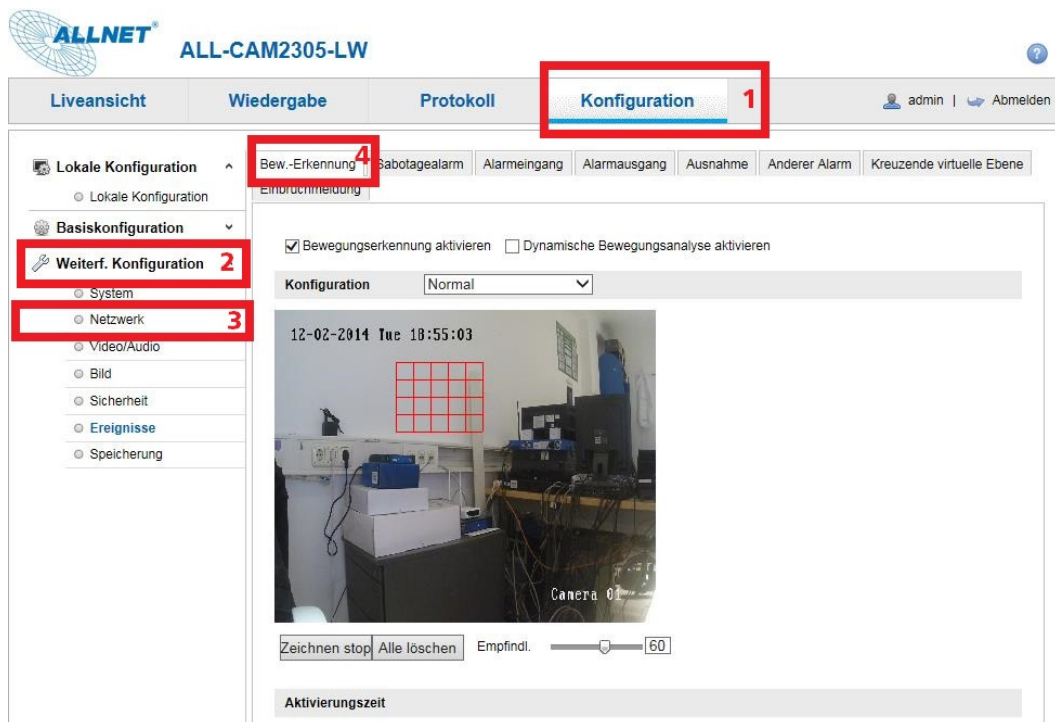 ALLNET®
ALL-CAM2305-LW
?
Liveansicht
Wiedergabe
Protokoll
Konfiguration
1
admin | Abmelden
Lokale Konfiguration
Lokale Konfiguration
Basiskonfiguration
Weiterf. Konfiguration 2
System
Netzwerk 3
Video/Audio
Bild
Sicherheit
Ereignisse
Speicherung
Bew.-Erkennung 4
Sabotagealarm
Alarmeingang
Alarmausgang
Ausnahme
Anderer Alarm
Kreuzende virtuelle Ebene
Einbruchmeldung
Bewegungserkennung aktivieren
Dynamische Bewegungsanalyse aktivieren
Konfiguration
Normal
12-02-2014 Tue 18:55:03
Camera 01
Zeichnen stop
Alle löschen
Empfindl.
60
Aktivierungszeit